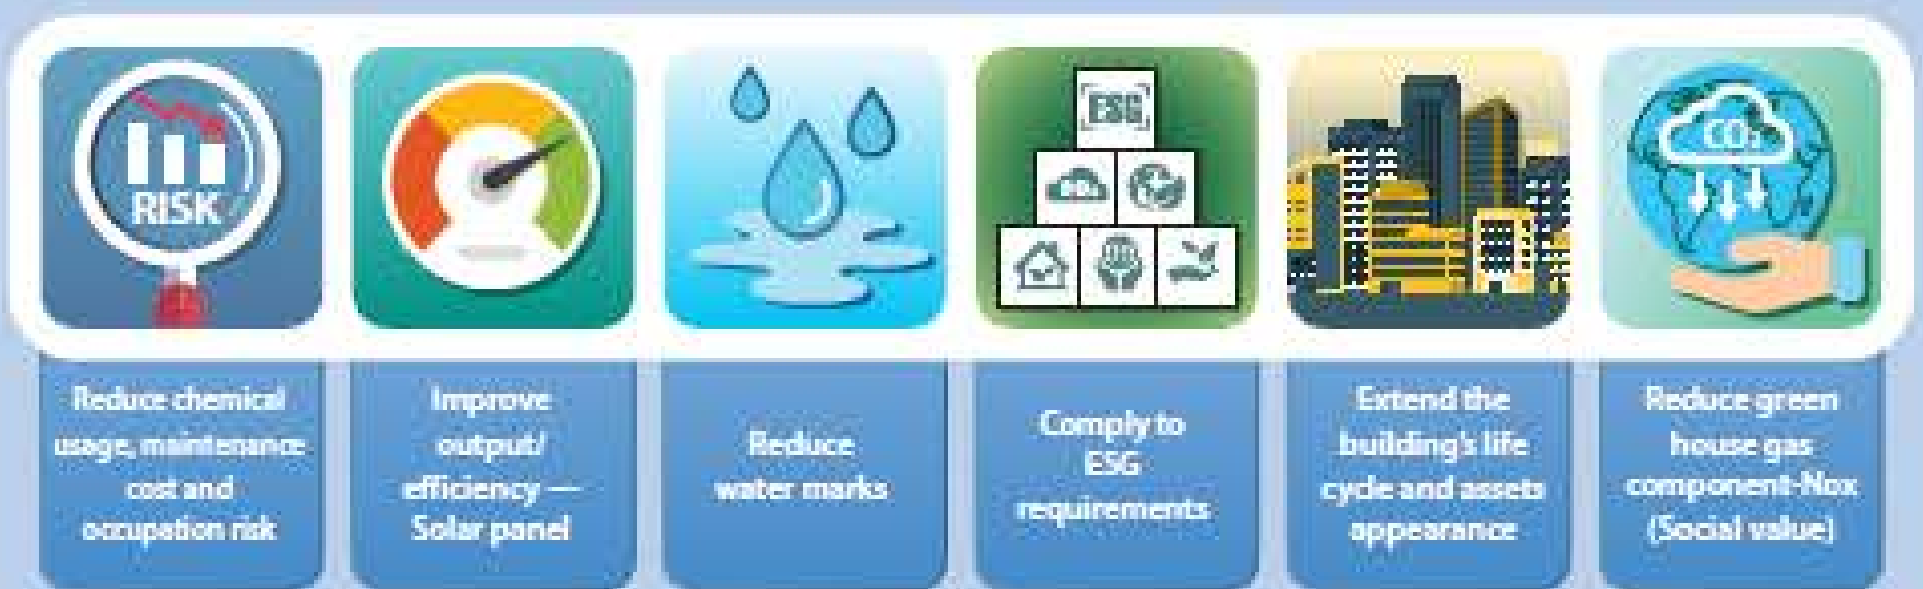 RISK
ESG
CO₂
CO₂
Reduce chemical
usage, maintenance
cost and
occupation risk
Improve
output/
efficiency —
Solar panel
Reduce
water marks
Comply to
ESG
requirements
Extend the
building's life
cycle and assets
appearance
Reduce green
house gas
component-Nox
(Social value)